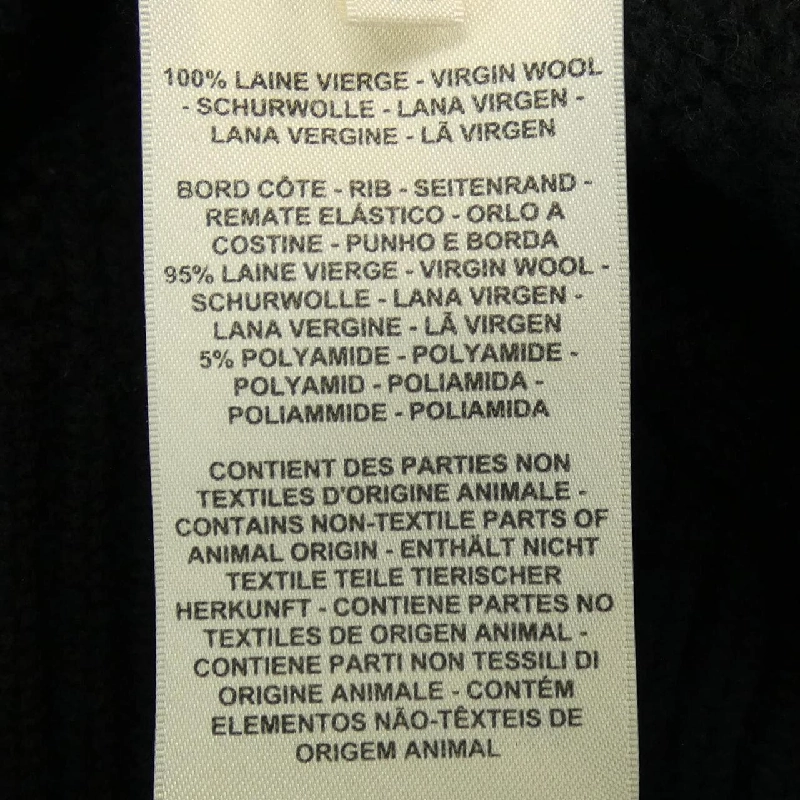 100% LAINE VIERGE - VIRGIN WOOL
- SCHURWOLLE - LANA VIRGEN -
LANA VERGINE - LÃ VIRGEN
BORD CÔTE - RIB - SEITENRAND -
REMATE ELÁSTICO - ORLO A
COSTINE - PUNHO E BORDA
95% LAINE VIERGE - VIRGIN WOOL -
SCHURWOLLE - LANA VIRGEN -
LANA VERGINE - LÃ VIRGEN
5% POLYAMIDE - POLYAMIDE -
POLYAMID - POLIAMIDA -
POLIAMMIDE - POLIAMIDA
CONTIENT DES PARTIES NON
TEXTILES D'ORIGINE ANIMALE -
CONTAINS NON-TEXTILE PARTS OF
ANIMAL ORIGIN - ENTHÄLT NICHT
TEXTILE TEILE TIERISCHER
HERKUNFT - CONTIENE PARTES NO
TEXTILES DE ORIGEN ANIMAL -
CONTIENE PARTI NON TESSILI DI
ORIGINE ANIMALE - CONTÉM
ELEMENTOS NÃO-TÊXTEIS DE
ORIGEM ANIMAL